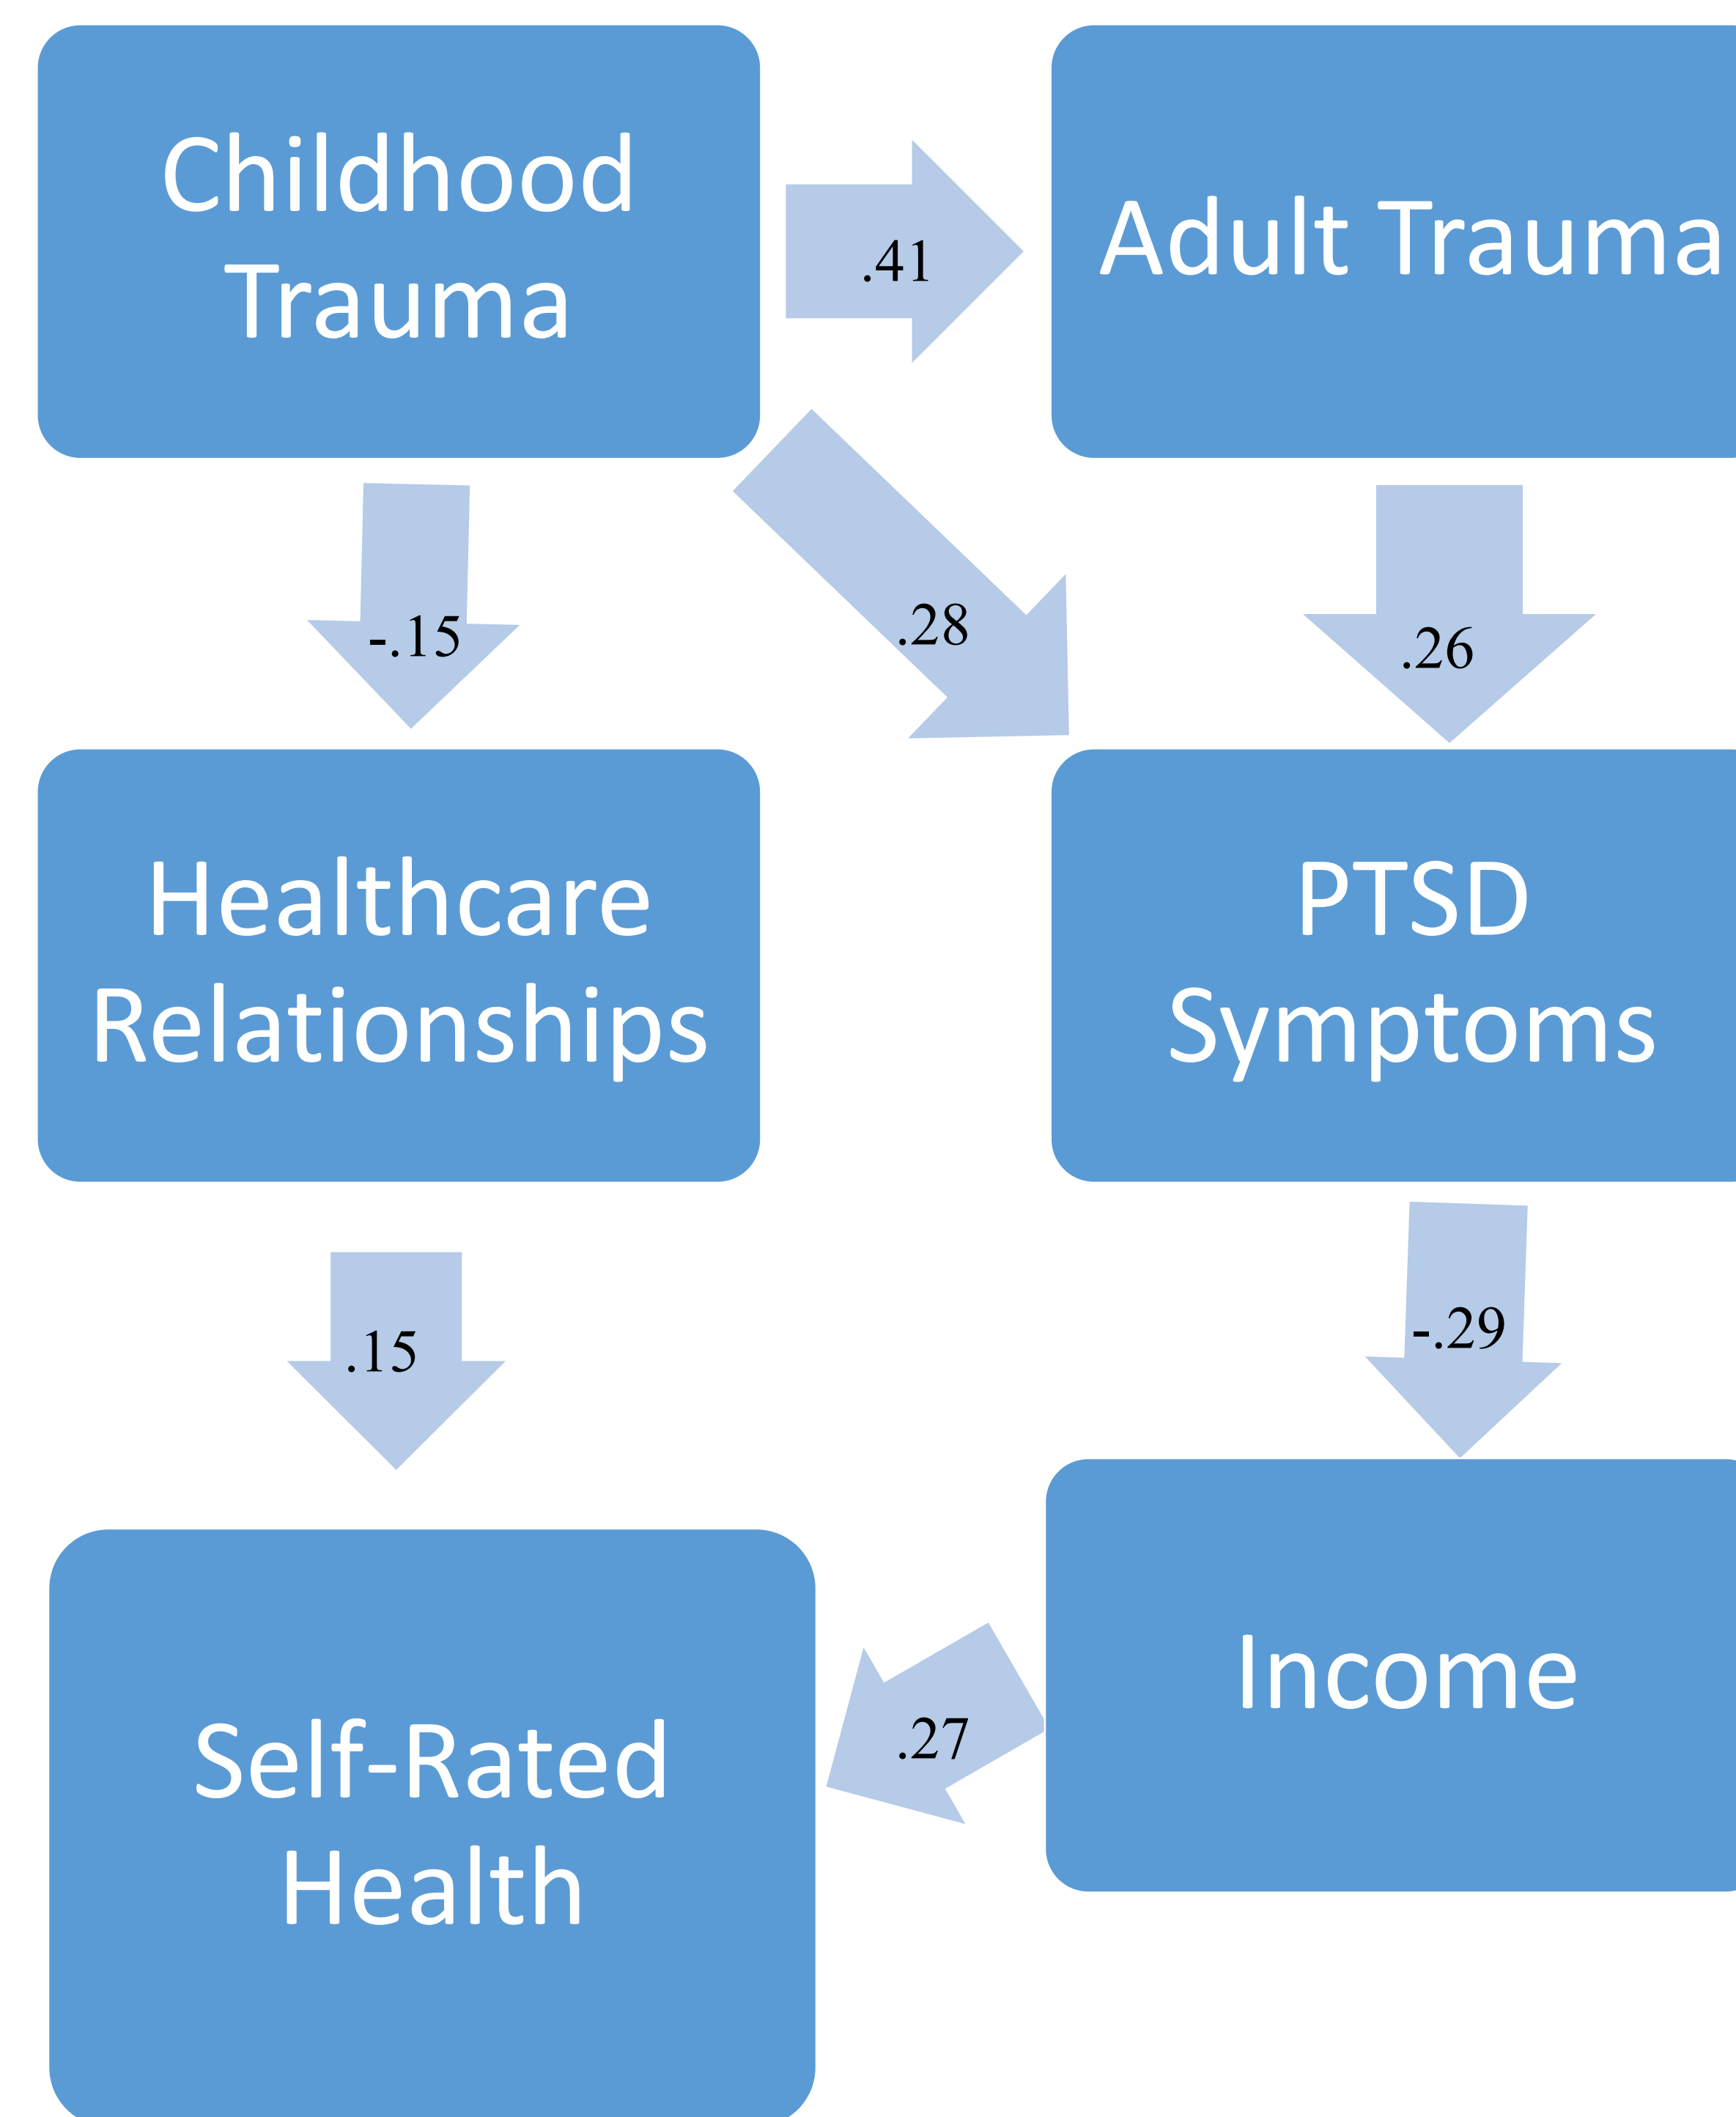 Childhood
Trauma
.41
Adult Trauma
-.15
.28
.26
Healthcare
Relationships
PTSD
Symptoms
.15
-.29
Self-Rated
Health
.27
Income